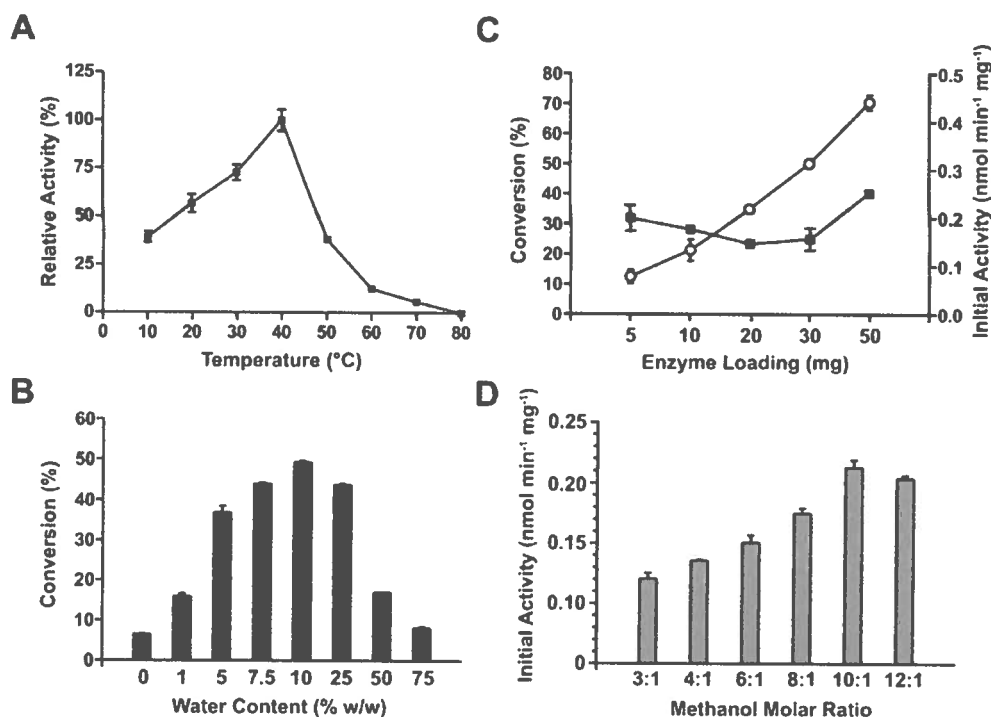 A
Relative Activity (%)
125
100
75
50
25
0
0 10 20 30 40 50 60 70 80
Temperature (°C)
C
Conversion (%)
80
70
60
50
40
30
20
10
0
5 10 20 30 50
Enzyme Loading (mg)
0.5
0.4
0.3
0.2
0.1
0.0
Initial Activity (nmol min⁻¹ mg⁻¹)
B
Conversion (%)
60
50
40
30
20
10
0
0 1 5 7.5 10 25 50 75
Water Content (% w/w)
D
Initial Activity (nmol min⁻¹ mg⁻¹)
0.25
0.20
0.15
0.10
0
3:1 4:1 6:1 8:1 10:1 12:1
Methanol Molar Ratio